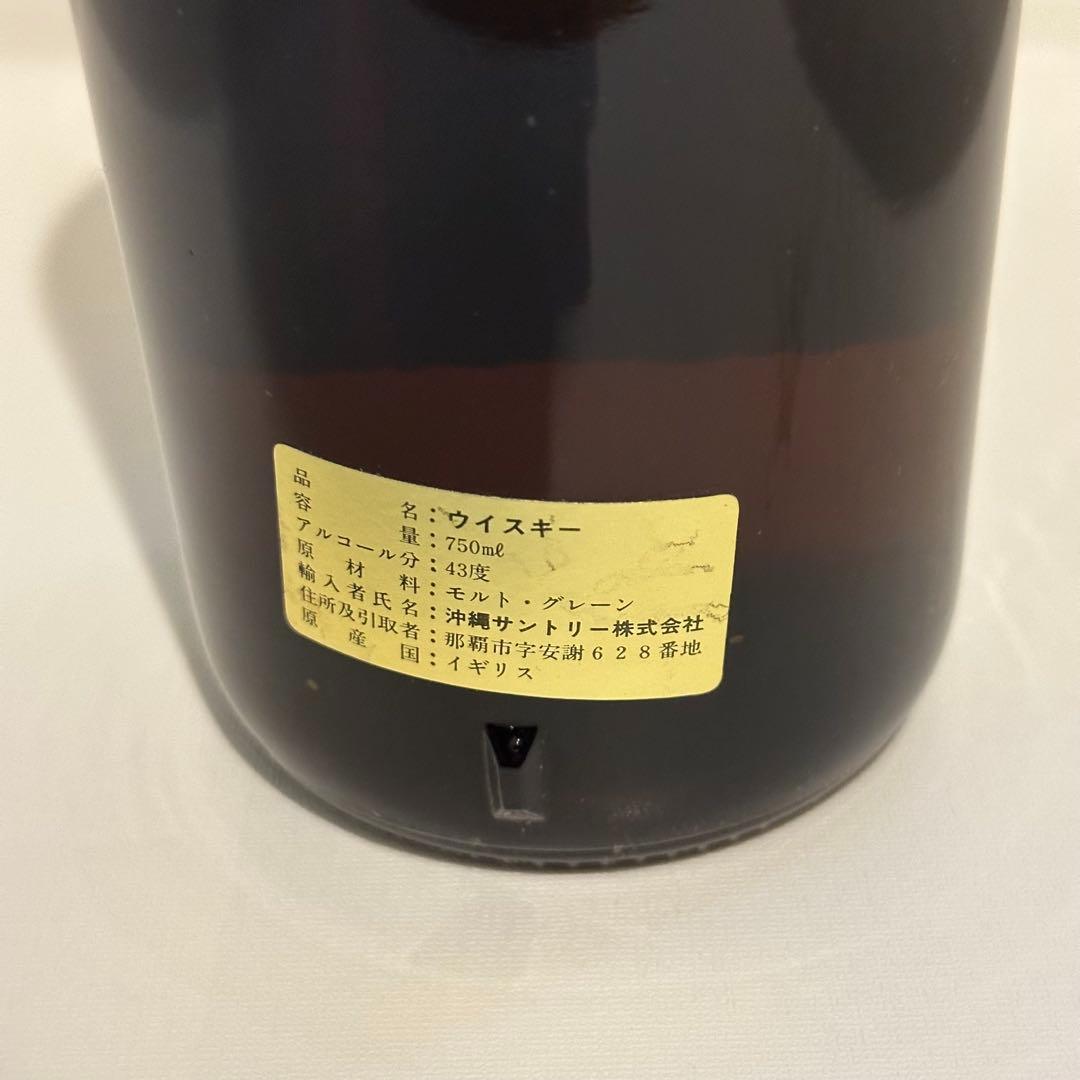 品名：ウイスキー
容量：750㎖
アルコール分：43度
原材料：モルト・グレーン
輸入者氏名：沖縄サントリー株式会社
住所及引取者：那覇市字安謝628番地
原産国：イギリス